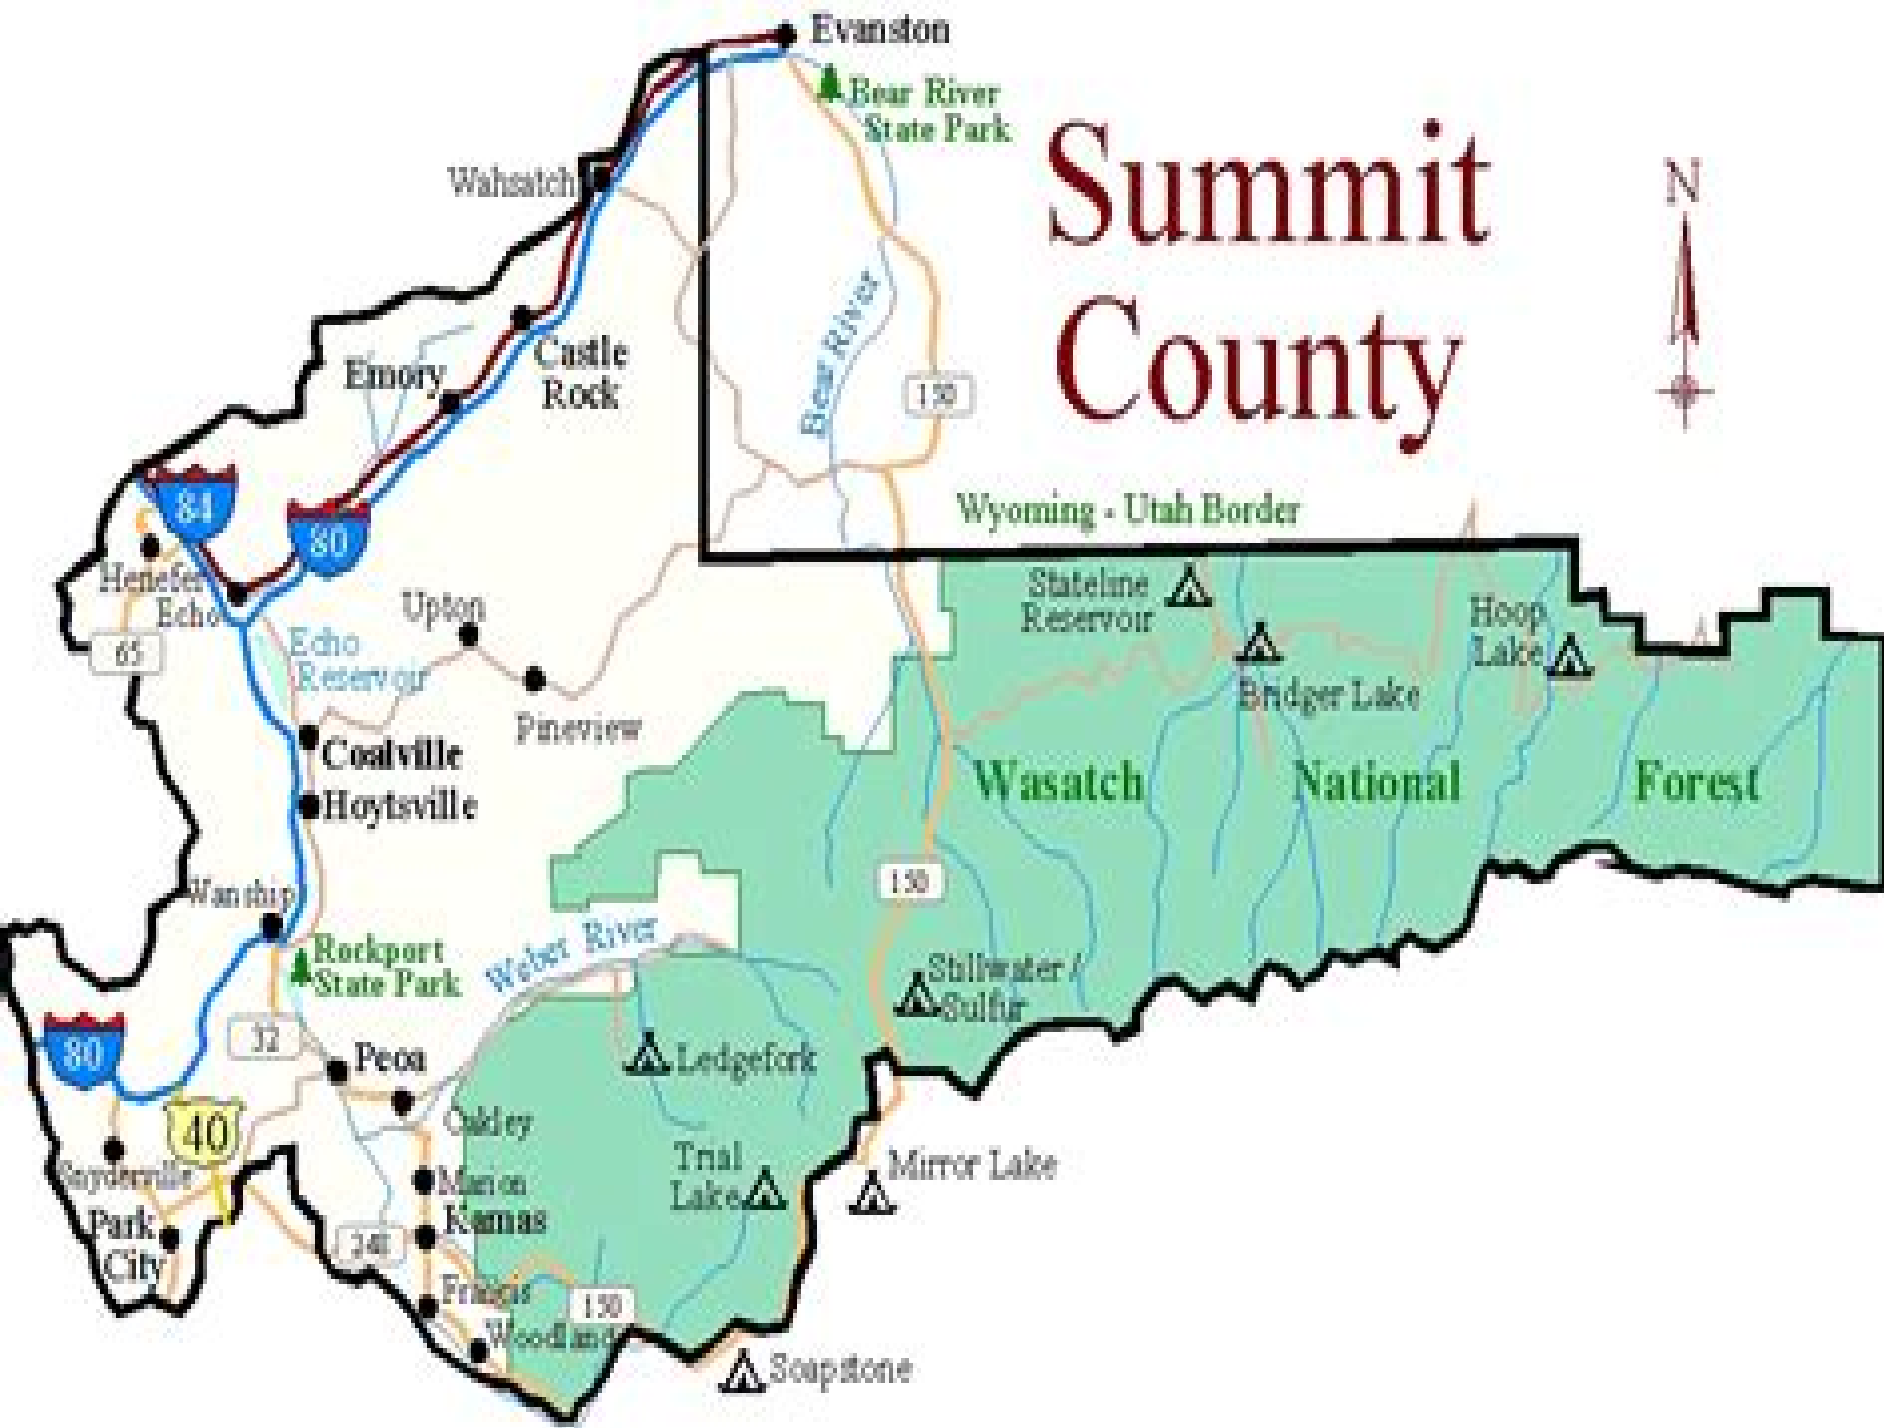 Evanston
Bear River
State Park
Summit
County
N
Wahsatch
Bear River
Castle
Rock
Emory
150
84
80
Wyoming - Utah Border
Henefer
Echo
65
Upton
Echo
Reservoir
Pineview
Stateline
Reservoir
Hoop
Lake
Bridger Lake
Coalville
Hoytsville
Wasatch National Forest
Wanship
150
Rockport
State Park
Weber River
Stillwater /
Sulfur
32
80
Peoa
Ledgefork
40
Oakley
Snyderville
Marion
Trial
Lake
Mirror Lake
Park
City
Kamas
248
Francis
150
Woodland
Soapstone